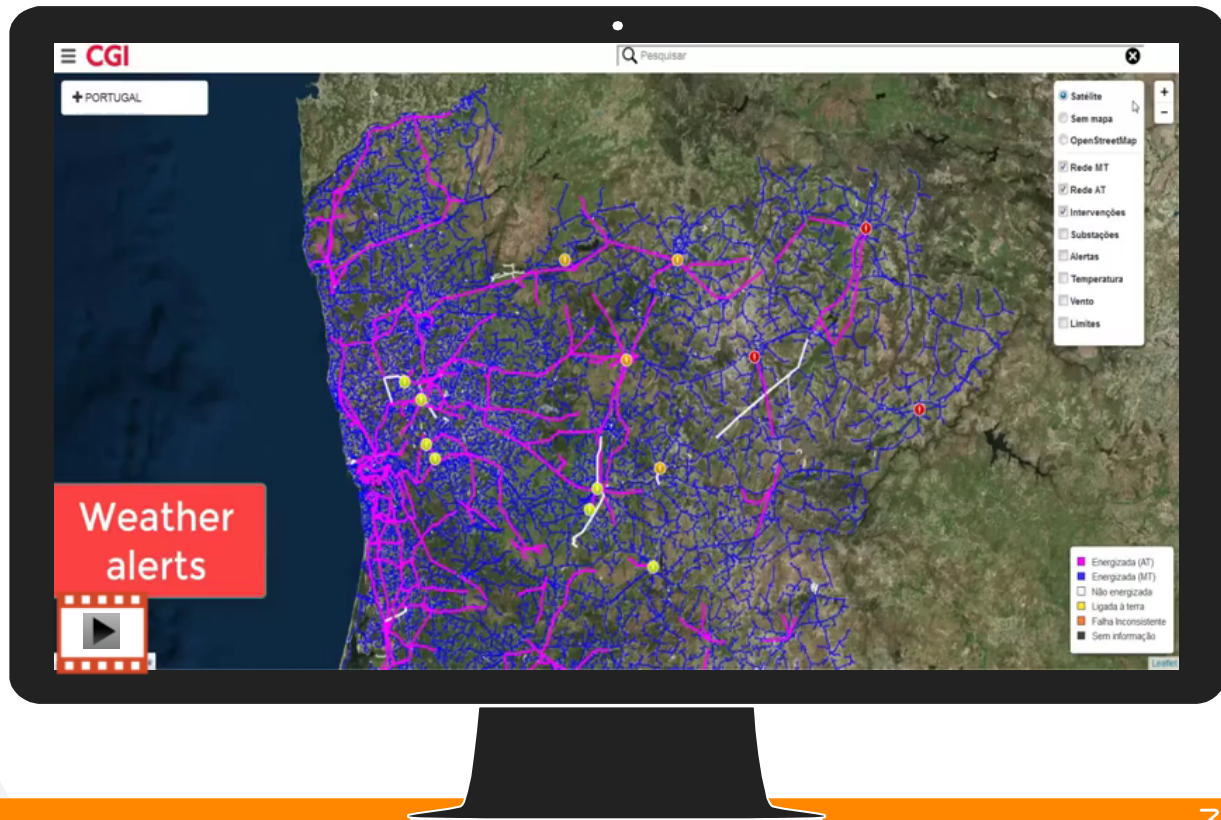 CGI
Pesquisar
+ PORTUGAL
+
−
Satélite
Sem mapa
OpenStreetMap
Rede MT
Rede AT
Intervenções
Substações
Alertas
Temperatura
Vento
Limites
Weather
alerts
Energizada (AT)
Energizada (MT)
Não energizada
Ligada à terra
Falha Inconsistente
Sem informação
Leaflet